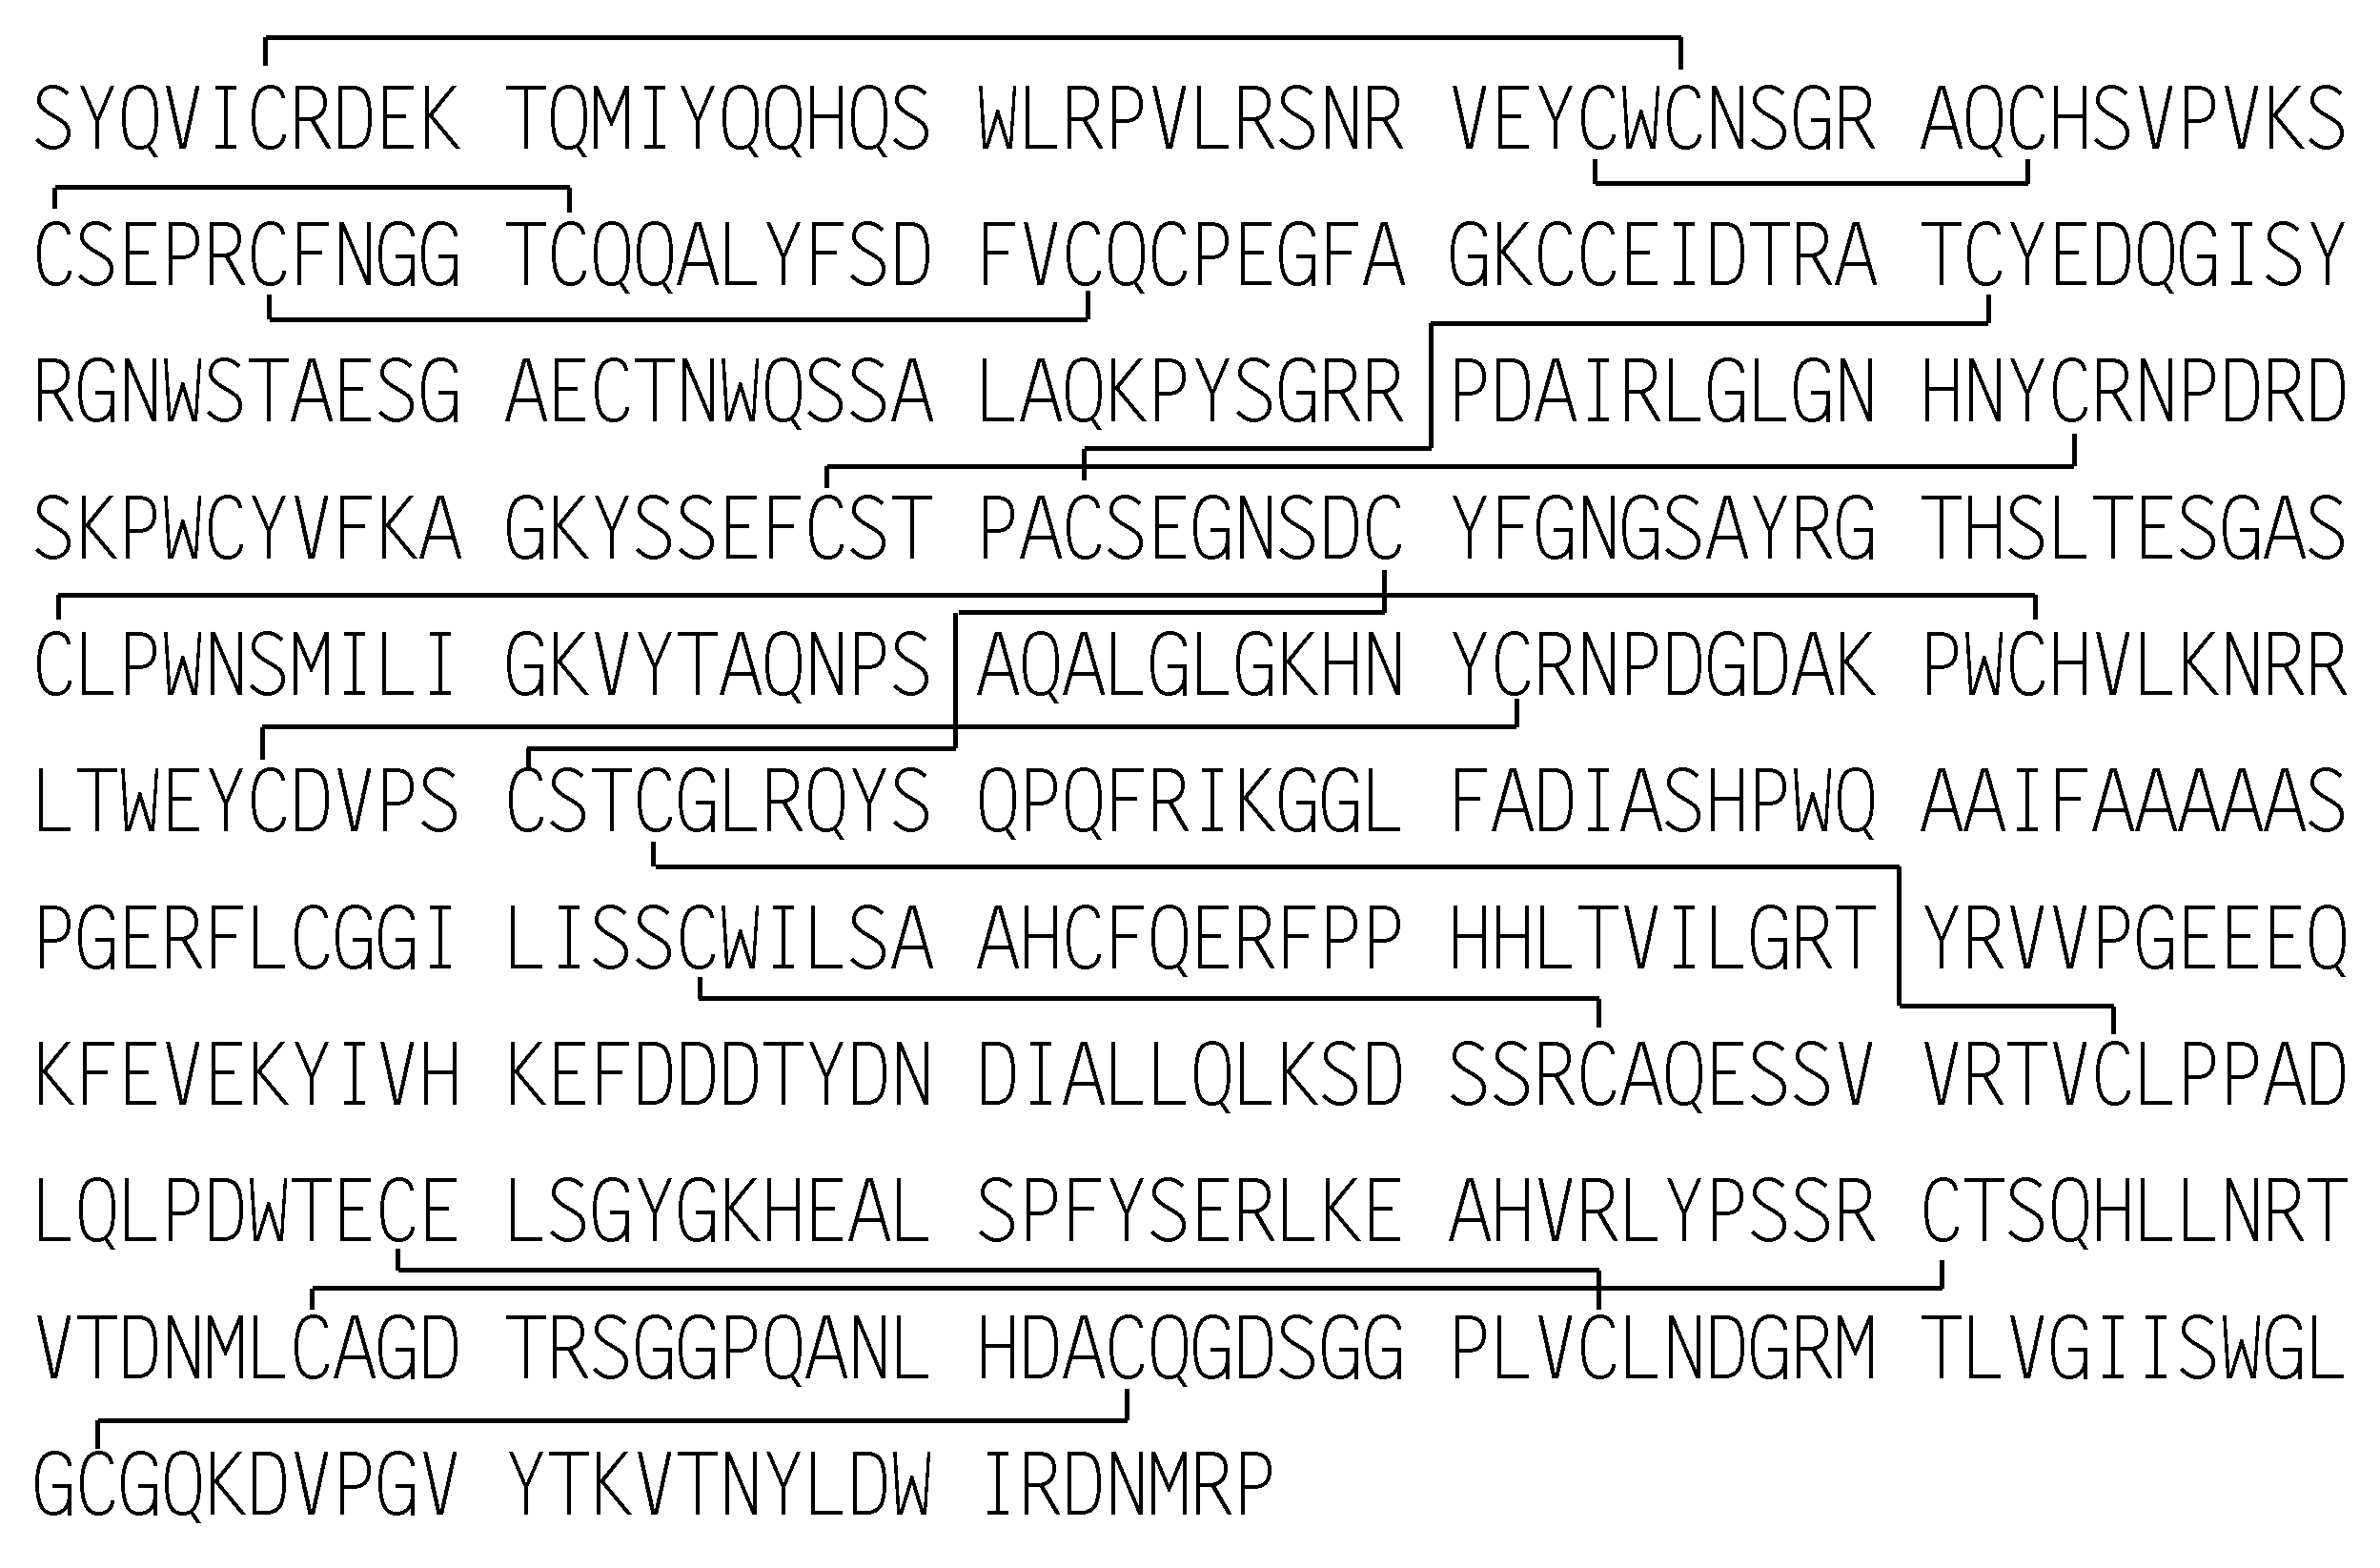 SYQVICRDEK TQMIYQQHQS WLRPVLRSNR VEYCWCNSGR AQCHSVPVKS
CSEPRCFNGG TCQQALYFSD FVCQCPEGFA GKCCEIDTRA TCYEDQGISY
RGNWSTAESG AECTNWQSSA LAQKPYSGRR PDAIRLGLGN HNYCRNPDRD
SKPWCYVFKA GKYSSEFCST PACSEGNSDC YFGNGSAYRG THSLTESGAS
CLPWNSMILI GKVYTAQNPS AQALGLGKHN YCRNPDGDAK PWCHVLKNRR
LTWEYCDVPS CSTCGLRQYS QPQFRIKGGL FADIASHPWQ AAIFAAAAAS
PGERFLCGGI LISSCWILSA AHCFQERFPP HHLTVILGRT YRVVPGEEEQ
KFEVEKYIVH KEFDDDTYDN DIALLQLKSD SSRCAQESSV VRTVCLPPAD
LQLPDWTECE LSGYGKHEAL SPFYSERLKE AHVRLYPSSR CTSQHLLNRT
VTDNMLCAGD TRSGGPQANL HDACQGDSGG PLVCLNDGRM TLVGIISWGL
GCGQKDVPGV YTKVTNYLDW IRDNMRP